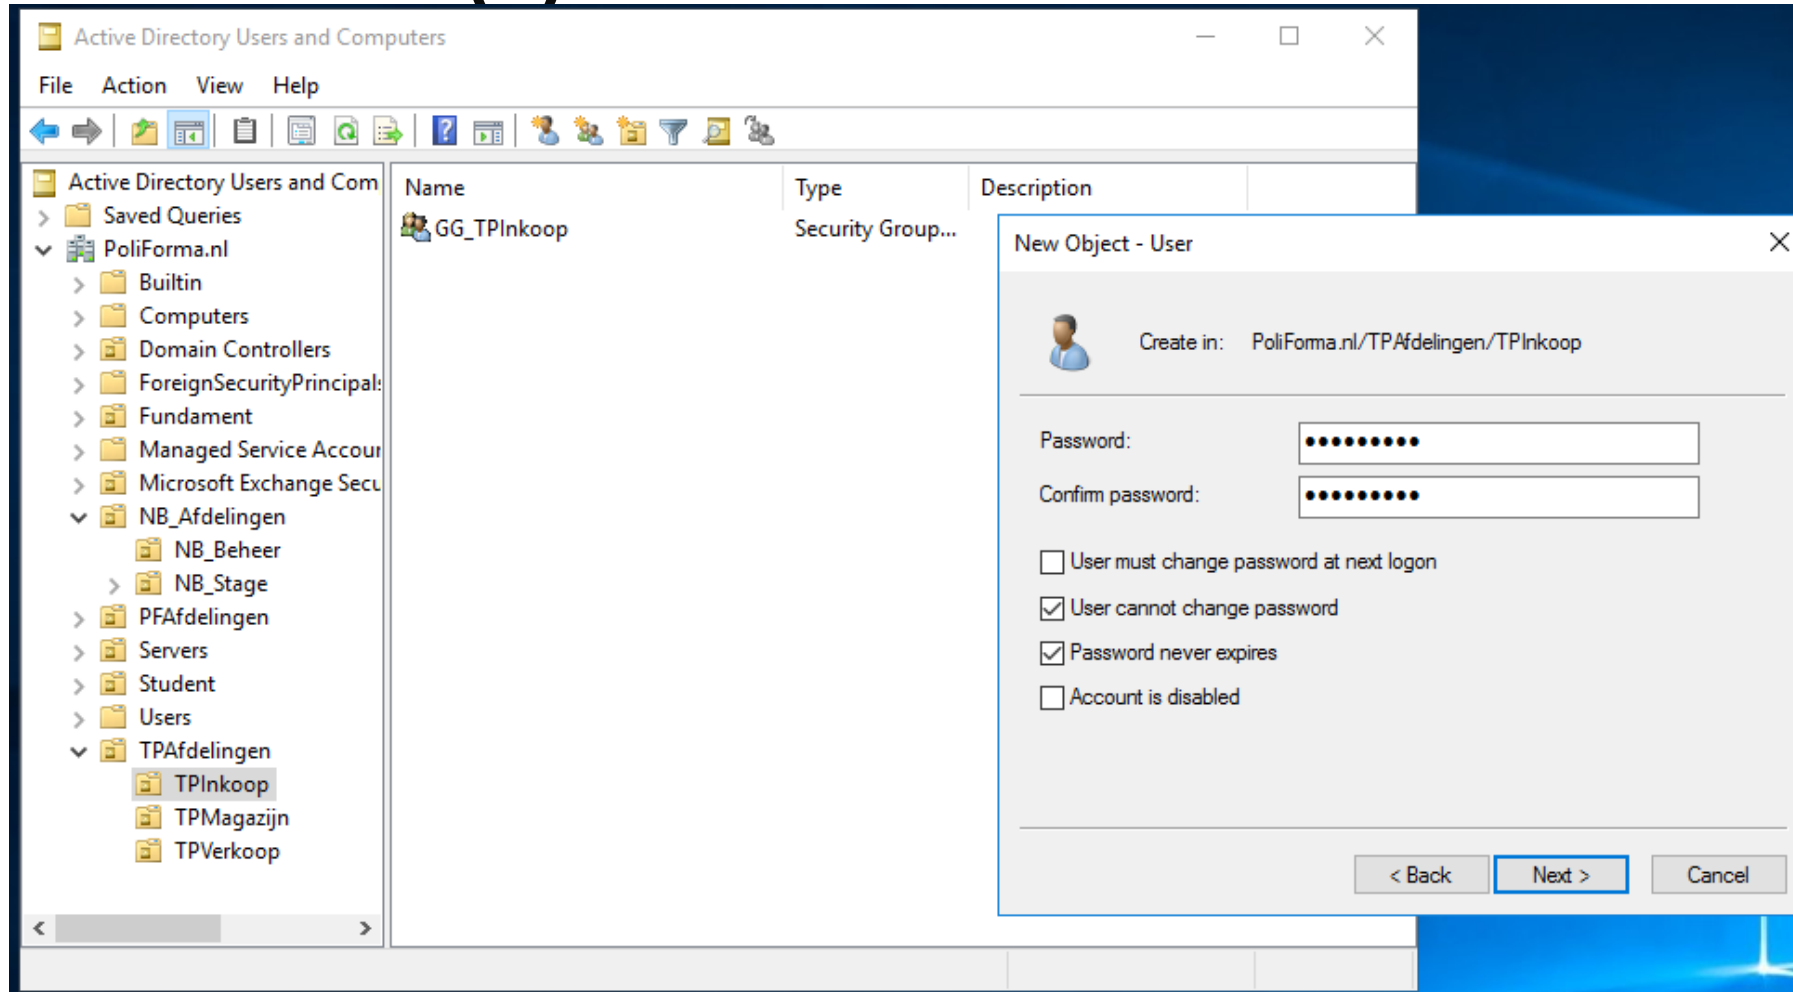 Active Directory Users and Computers
File Action View Help
Active Directory Users and Com
Saved Queries
PoliForma.nl
Builtin
Computers
Domain Controllers
ForeignSecurityPrincipals
Fundament
Managed Service Accoun
Microsoft Exchange Secu
NB_Afdelingen
NB_Beheer
NB_Stage
PFAfdelingen
Servers
Student
Users
TPAfdelingen
TPInkoop
TPMagazijn
TPVerkoop
Name Type Description
GG_TPInkoop Security Group...
New Object - User
Create in: PoliForma.nl/TPAfdelingen/TPInkoop
Password: •••••••••
Confirm password: •••••••••
User must change password at next logon
User cannot change password
Password never expires
Account is disabled
< Back Next > Cancel